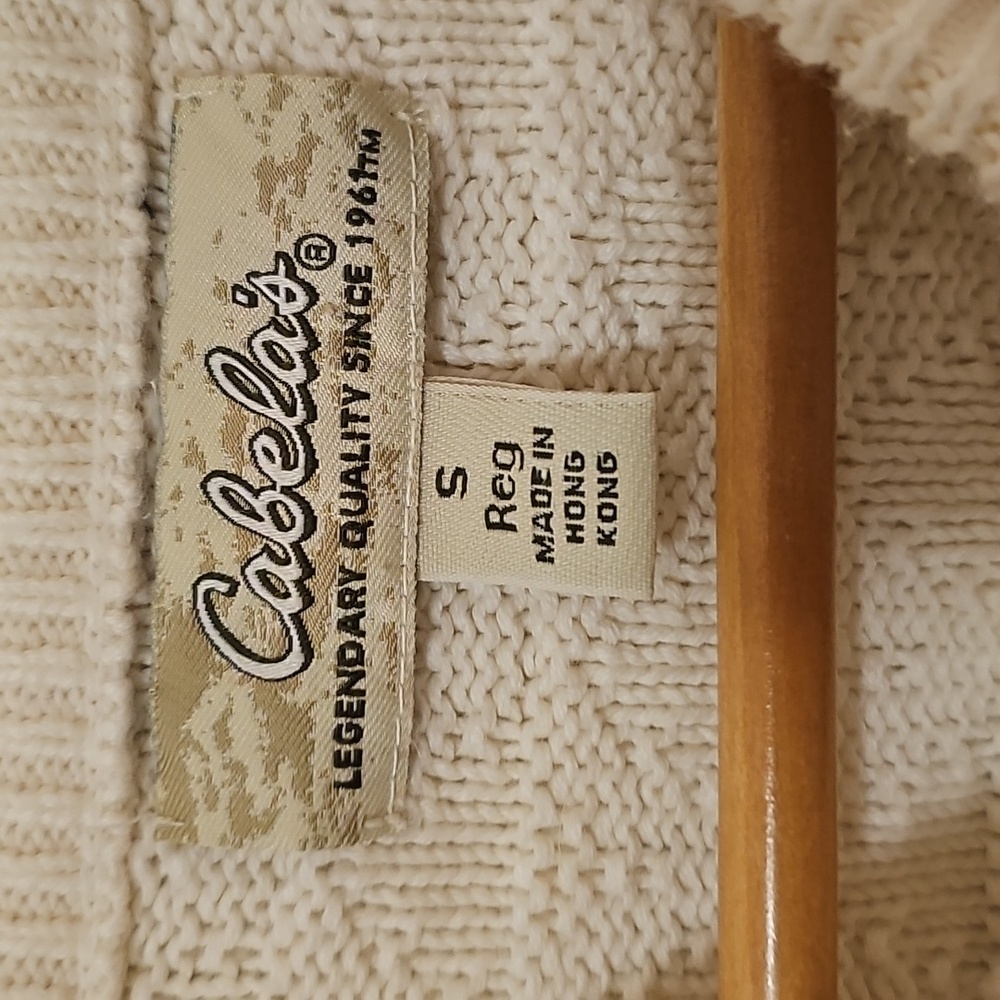 Cabela's®
LEGENDARY QUALITY SINCE 1961™
S
Reg
MADE IN
HONG
KONG